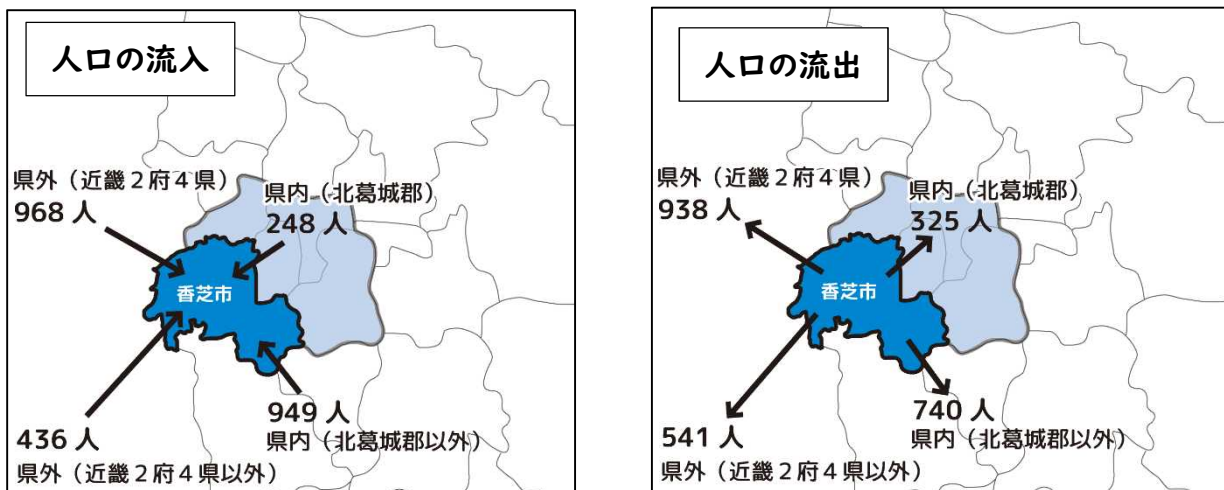 人口の流入
県外（近畿２府４県）
968 人
県内（北葛城郡）
248 人
香芝市
949 人
県内（北葛城郡以外）
436 人
県外（近畿２府４県以外）
人口の流出
県外（近畿２府４県）
938 人
県内（北葛城郡）
325 人
香芝市
740 人
県内（北葛城郡以外）
541 人
県外（近畿２府４県以外）